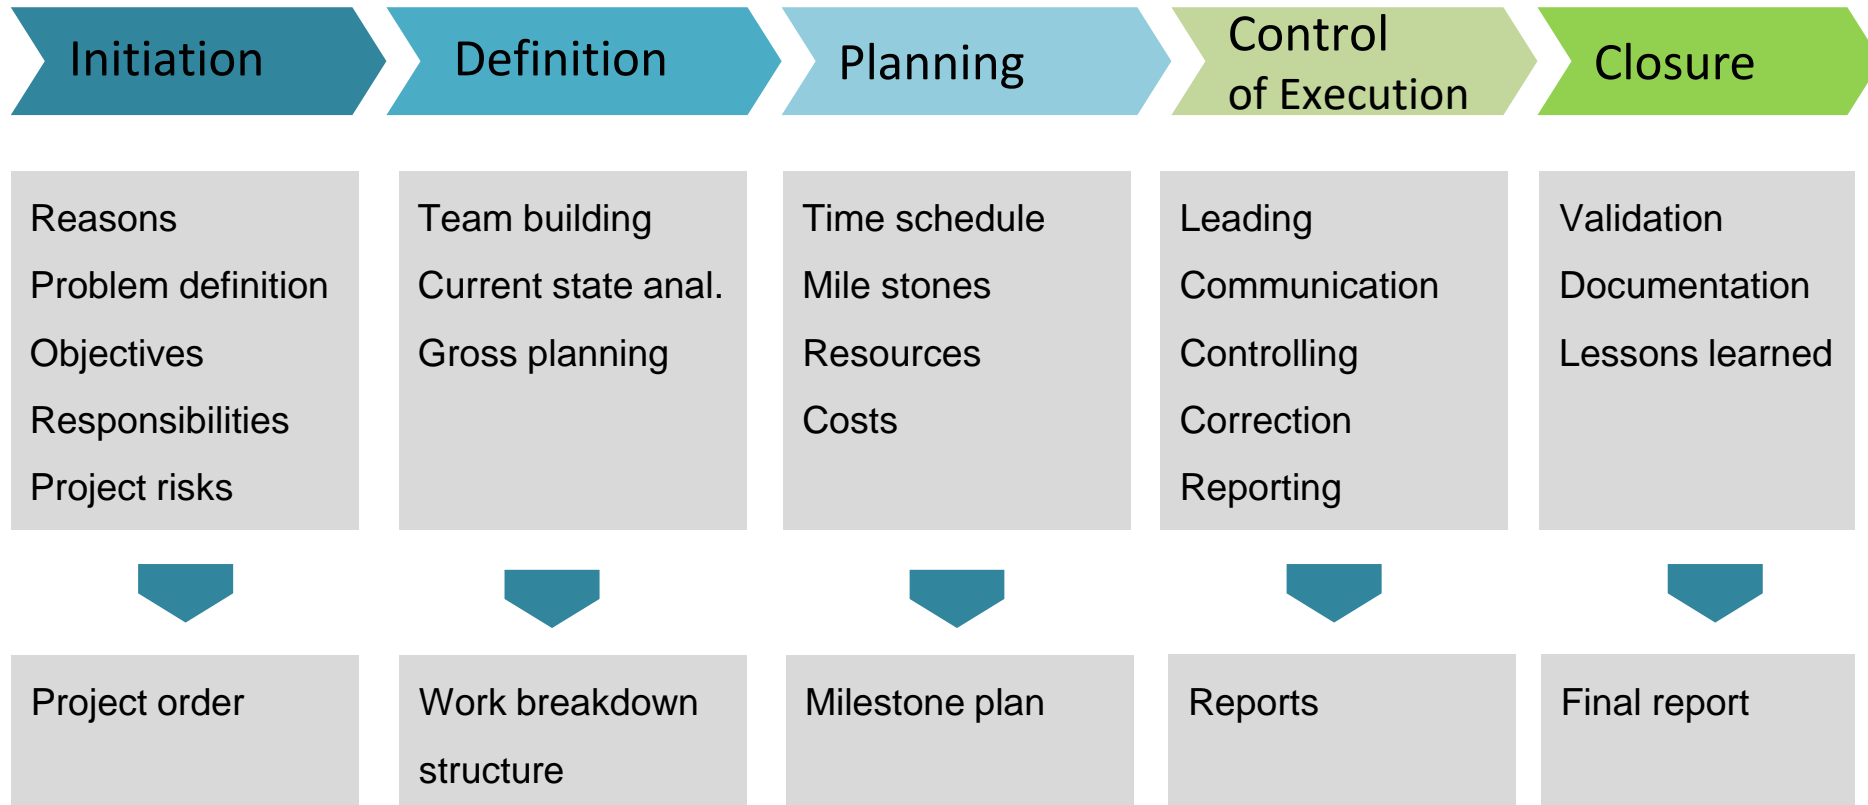 Initiation
Definition
Planning
Control
of Execution
Closure
Reasons
Problem definition
Objectives
Responsibilities
Project risks
Team building
Current state anal.
Gross planning
Time schedule
Mile stones
Resources
Costs
Leading
Communication
Controlling
Correction
Reporting
Validation
Documentation
Lessons learned
Project order
Work breakdown
structure
Milestone plan
Reports
Final report